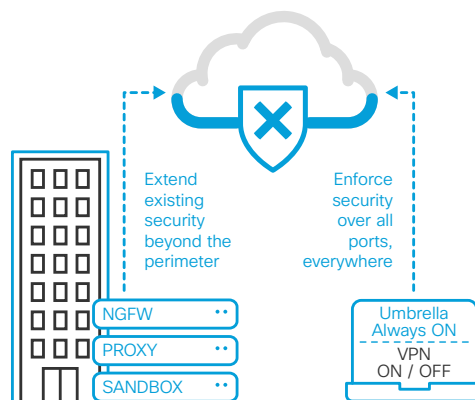 Extend
existing
security
beyond the
perimeter
Enforce
security
over all
ports,
everywhere
NGFW
PROXY
SANDBOX
Umbrella
Always ON
VPN
ON / OFF